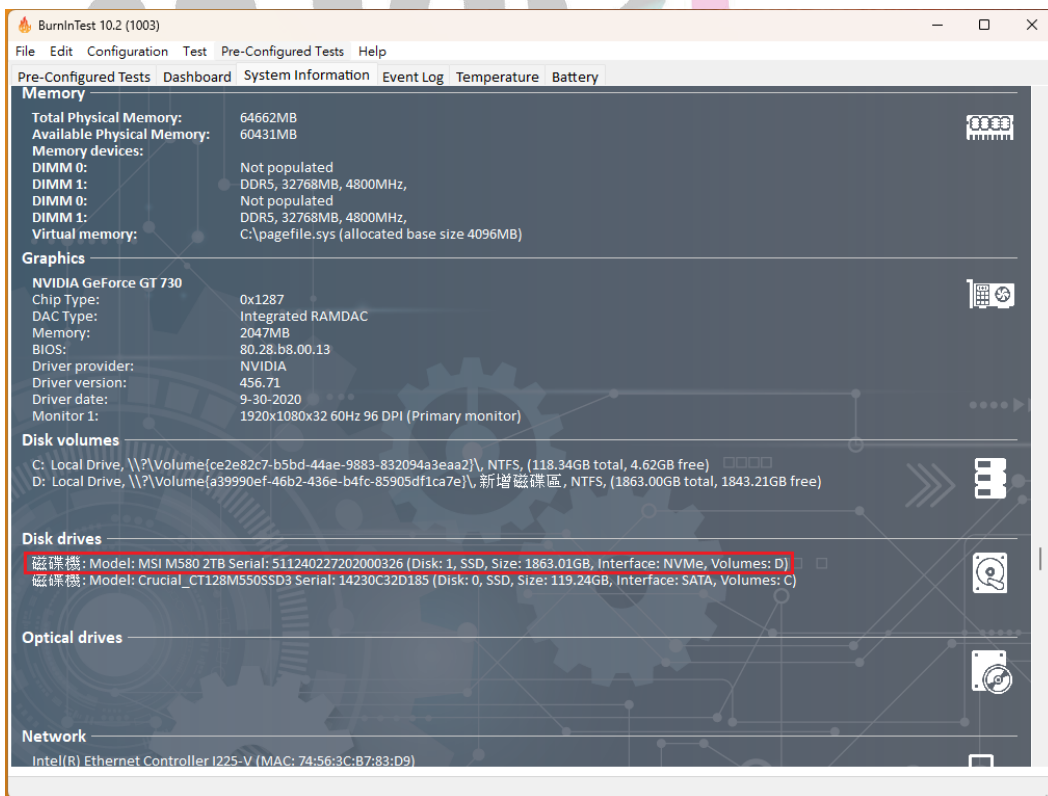 BurnInTest 10.2 (1003)
File Edit Configuration Test Pre-Configured Tests Help
Pre-Configured Tests Dashboard System Information Event Log Temperature Battery
Memory
Total Physical Memory: 64662MB
Available Physical Memory: 60431MB
Memory devices:
DIMM 0: Not populated
DIMM 1: DDR5, 32768MB, 4800MHz,
DIMM 0: Not populated
DIMM 1: DDR5, 32768MB, 4800MHz,
Virtual memory: C:\pagefile.sys (allocated base size 4096MB)
Graphics
NVIDIA GeForce GT 730
Chip Type: 0x1287
DAC Type: Integrated RAMDAC
Memory: 2047MB
BIOS: 80.28.b8.00.13
Driver provider: NVIDIA
Driver version: 456.71
Driver date: 9-30-2020
Monitor 1: 1920x1080x32 60Hz 96 DPI (Primary monitor)
Disk volumes
C: Local Drive, \\?\Volume{ce2e82c7-b5bd-44ae-9883-832094a3eaa2}\, NTFS, (118.34GB total, 4.62GB free)
D: Local Drive, \\?\Volume{a39990ef-46b2-436e-b4fc-85905df1ca7e}\, 新增磁碟區, NTFS, (1863.00GB total, 1843.21GB free)
Disk drives
磁碟機: Model: MSI M580 2TB Serial: 511240227202000326 (Disk: 1, SSD, Size: 1863.01GB, Interface: NVMe, Volumes: D)
磁碟機: Model: Crucial_CT128M550SSD3 Serial: 14230C32D185 (Disk: 0, SSD, Size: 119.24GB, Interface: SATA, Volumes: C)
Optical drives
Network
Intel(R) Ethernet Controller I225-V (MAC: 74:56:3C:B7:83:D9)